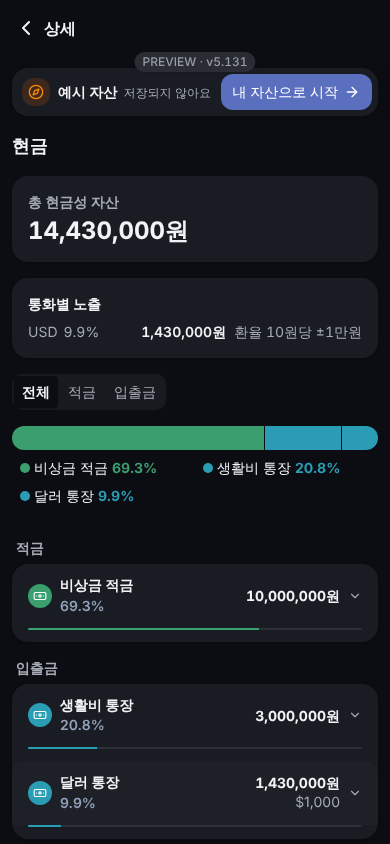 상세
PREVIEW · v5.131
예시 자산 저장되지 않아요 내 자산으로 시작 →
현금
총 현금성 자산
14,430,000원
통화별 노출
USD 9.9% 1,430,000원 환율 10원당 ±1만원
전체 적금 입출금
비상금 적금 69.3% 생활비 통장 20.8%
달러 통장 9.9%
적금
비상금 적금 10,000,000원
69.3%
입출금
생활비 통장 3,000,000원
20.8%
달러 통장 1,430,000원
9.9% $1,000